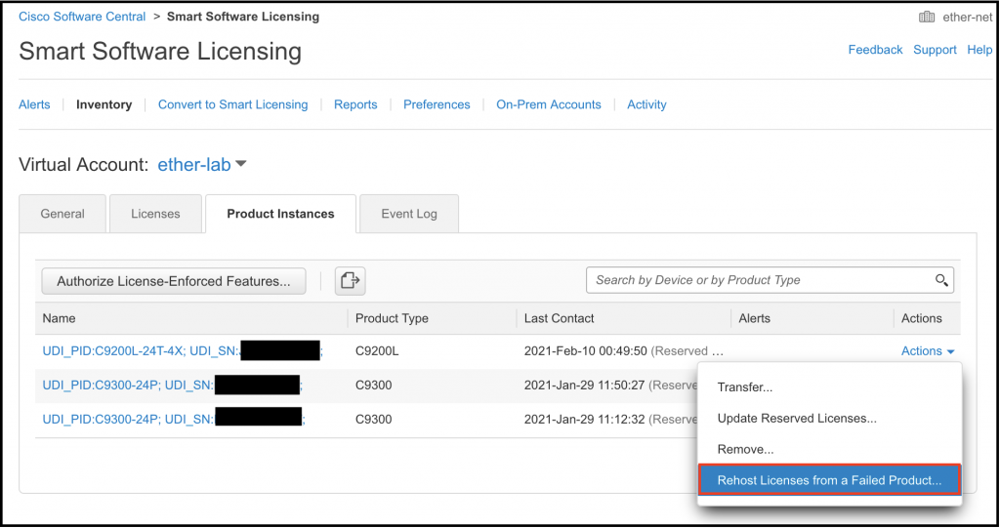 Cisco Software Central > Smart Software Licensing
ether-net
Smart Software Licensing
Feedback Support Help
Alerts Inventory Convert to Smart Licensing Reports Preferences On-Prem Accounts Activity
Virtual Account: ether-lab
General Licenses Product Instances Event Log
Authorize License-Enforced Features...
Search by Device or by Product Type
Name Product Type Last Contact Alerts Actions
UDI_PID:C9200L-24T-4X; UDI_SN: ; C9200L 2021-Feb-10 00:49:50 (Reserved ... Actions
UDI_PID:C9300-24P; UDI_SN: ; C9300 2021-Jan-29 11:50:27 (Reserve
UDI_PID:C9300-24P; UDI_SN: ; C9300 2021-Jan-29 11:12:32 (Reserve
Transfer...
Update Reserved Licenses...
Remove...
Rehost Licenses from a Failed Product...